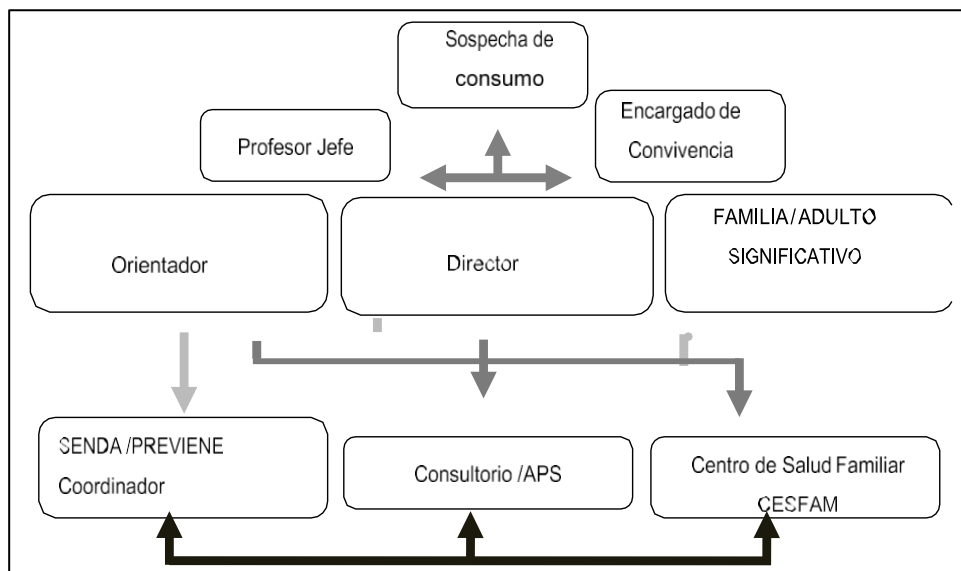 Sospecha de
consumo
Profesor Jefe
Encargado de
Convivencia
Orientador
Director
FAMILIA/ADULTO
SIGNIFICATIVO
SENDA/PREVIENE
Coordinador
Consultorio /APS
Centro de Salud Familiar
CESFAM